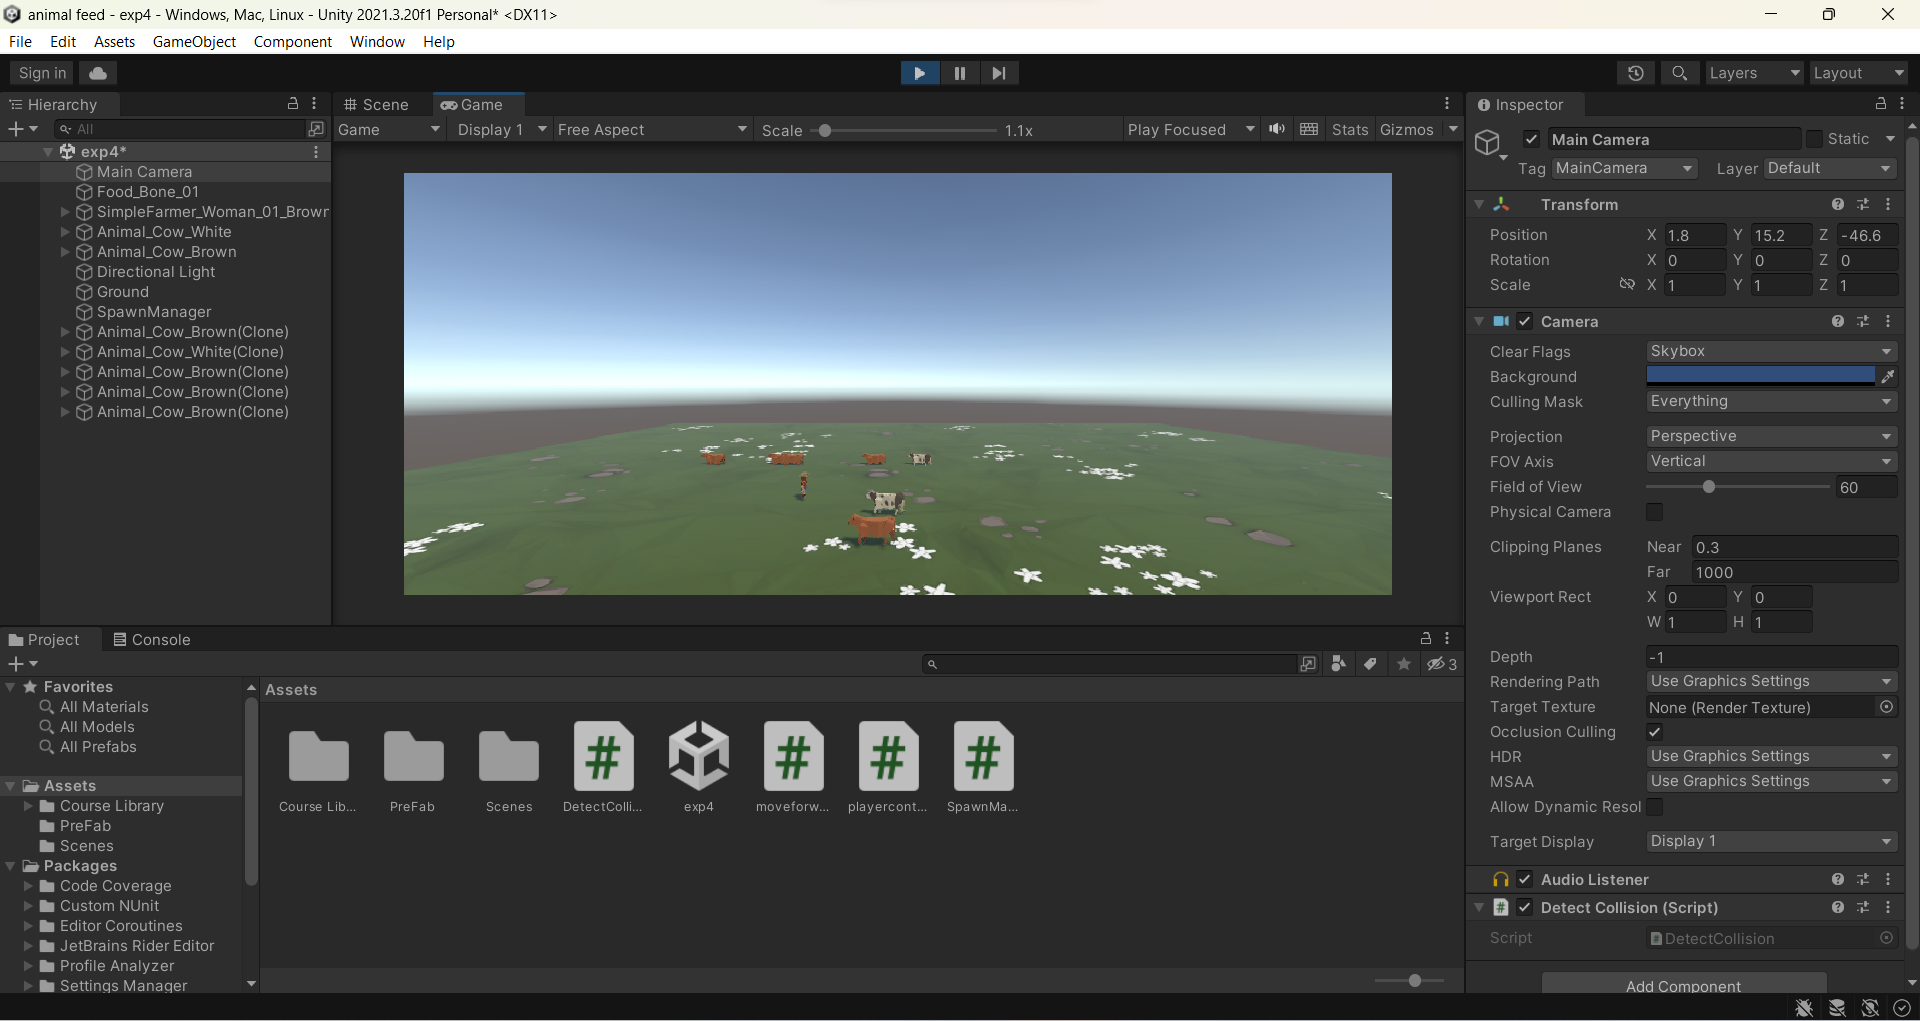 animal feed - exp4 - Windows, Mac, Linux - Unity 2021.3.20f1 Personal* <DX11>
File Edit Assets GameObject Component Window Help
Sign in Layers Layout
Hierarchy
All
exp4*
Main Camera
Food_Bone_01
SimpleFarmer_Woman_01_Brown
Animal_Cow_White
Animal_Cow_Brown
Directional Light
Ground
SpawnManager
Animal_Cow_Brown(Clone)
Animal_Cow_White(Clone)
Animal_Cow_Brown(Clone)
Animal_Cow_Brown(Clone)
Animal_Cow_Brown(Clone)
Scene Game
Game Display 1 Free Aspect Scale 1.1x Play Focused Stats Gizmos
Inspector
Main Camera Static
Tag MainCamera Layer Default
Transform
Position X 1.8 Y 15.2 Z -46.6
Rotation X 0 Y 0 Z 0
Scale X 1 Y 1 Z 1
Camera
Clear Flags Skybox
Background
Culling Mask Everything
Projection Perspective
FOV Axis Vertical
Field of View 60
Physical Camera
Clipping Planes Near 0.3
Far 1000
Viewport Rect X 0 Y 0
W 1 H 1
Depth -1
Rendering Path Use Graphics Settings
Target Texture None (Render Texture)
Occlusion Culling
HDR Use Graphics Settings
MSAA Use Graphics Settings
Allow Dynamic Resol
Target Display Display 1
Audio Listener
Detect Collision (Script)
Script DetectCollision
Add Component
Project Console
3
Favorites
All Materials
All Models
All Prefabs
Assets
Course Library
PreFab
Scenes
Packages
Code Coverage
Custom NUnit
Editor Coroutines
JetBrains Rider Editor
Profile Analyzer
Settings Manager
Assets
Course Lib... PreFab Scenes DetectColli... exp4 moveforw... playercont... SpawnMa...